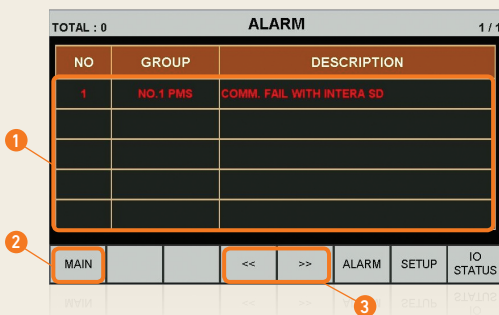 TOTAL : 0 ALARM 1 / 1
NO GROUP DESCRIPTION
1 NO.1 PMS COMM. FAIL WITH INTERA SD
1
2
MAIN << >> ALARM SETUP IO STATUS
3